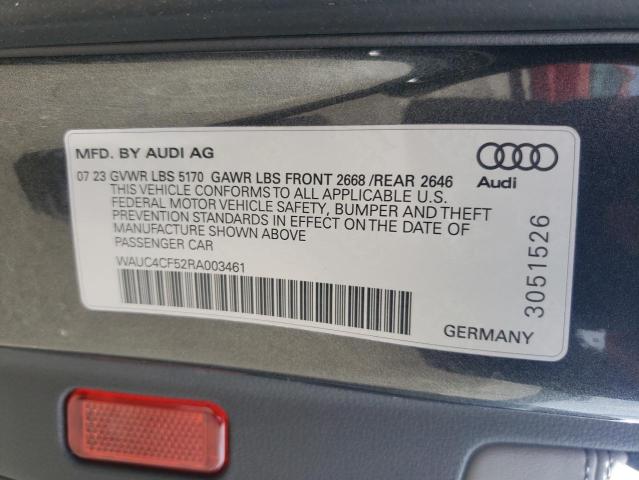 MFD. BY AUDI AG
07 23 GVWR LBS 5170 GAWR LBS FRONT 2668 /REAR 2646
THIS VEHICLE CONFORMS TO ALL APPLICABLE U.S.
FEDERAL MOTOR VEHICLE SAFETY, BUMPER AND THEFT
PREVENTION STANDARDS IN EFFECT ON THE DATE OF
MANUFACTURE SHOWN ABOVE
PASSENGER CAR
WAUC4CF52RA003461
Audi
3051526
GERMANY